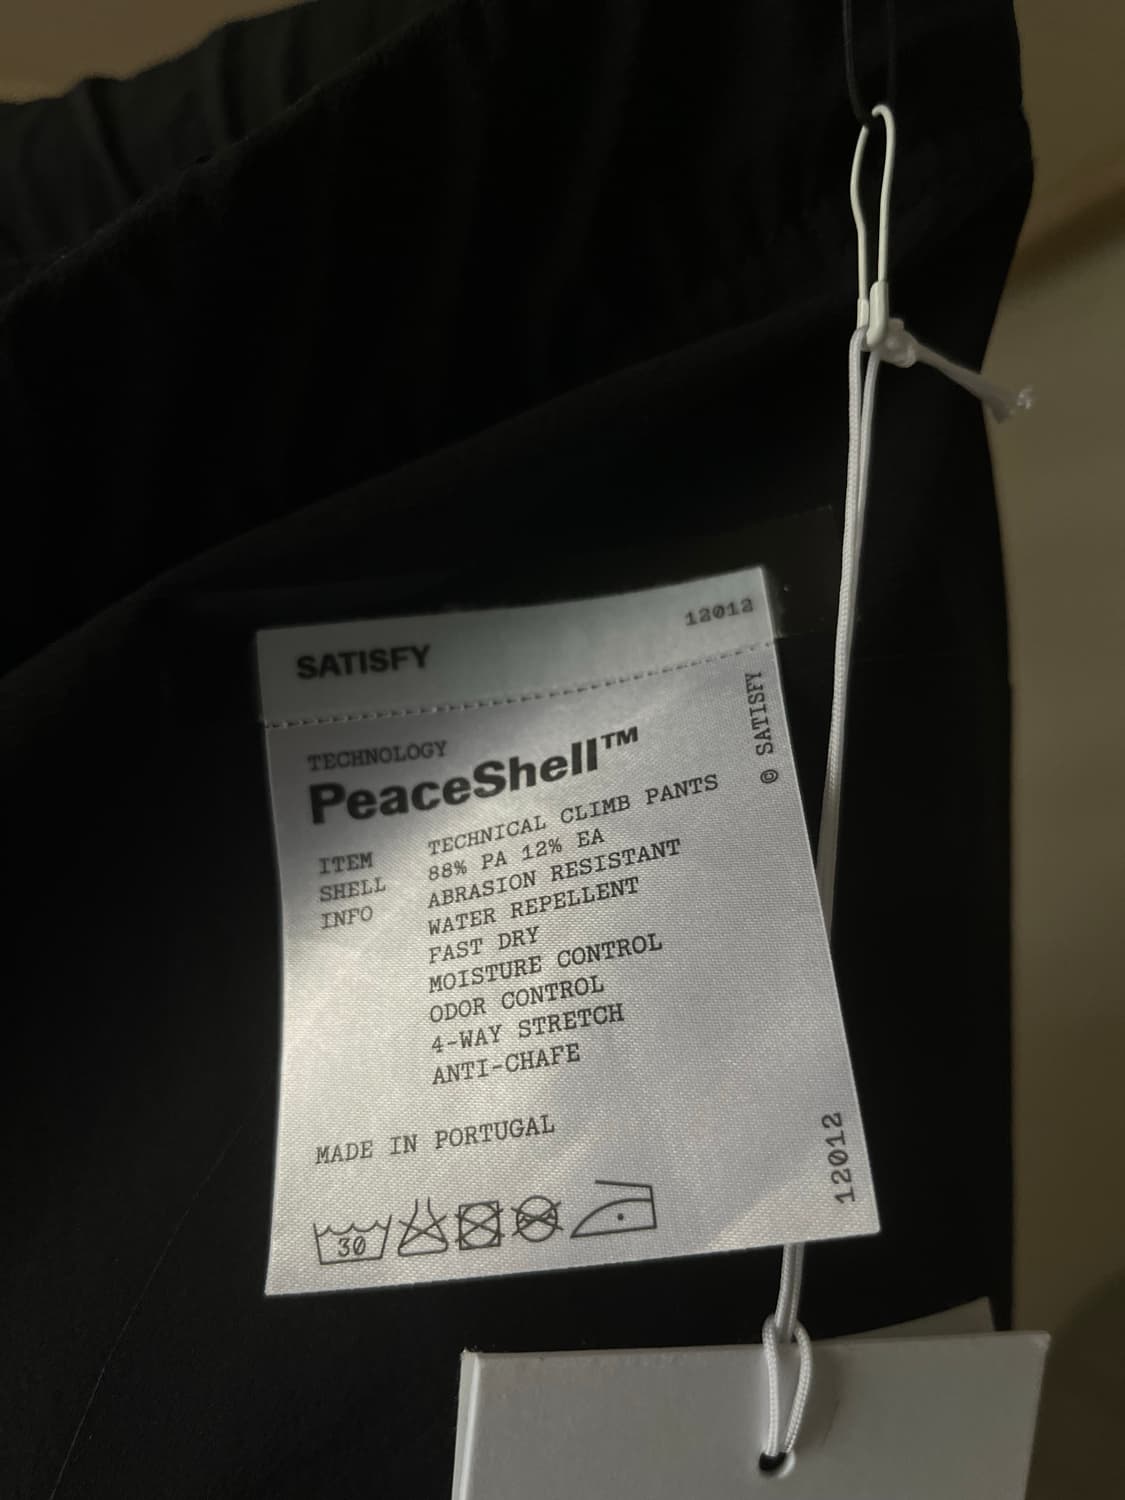 SATISFY 12012
TECHNOLOGY
PeaceShell™
ITEM TECHNICAL CLIMB PANTS
SHELL 88% PA 12% EA
INFO ABRASION RESISTANT
WATER REPELLENT
FAST DRY
MOISTURE CONTROL
ODOR CONTROL
4-WAY STRETCH
ANTI-CHAFE
MADE IN PORTUGAL
30
© SATISFY
12012